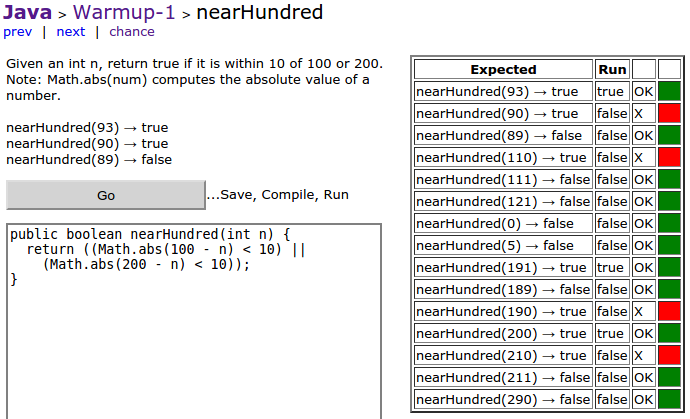 Java > Warmup-1 > nearHundred
prev | next | chance
Given an int n, return true if it is within 10 of 100 or 200.
Note: Math.abs(num) computes the absolute value of a
number.
nearHundred(93) → true
nearHundred(90) → true
nearHundred(89) → false
Go ...Save, Compile, Run
public boolean nearHundred(int n) {
  return ((Math.abs(100 - n) < 10) ||
    (Math.abs(200 - n) < 10));
}
Expected Run
nearHundred(93) → true true OK
nearHundred(90) → true false X
nearHundred(89) → false false OK
nearHundred(110) → true false X
nearHundred(111) → false false OK
nearHundred(121) → false false OK
nearHundred(0) → false false OK
nearHundred(5) → false false OK
nearHundred(191) → true true OK
nearHundred(189) → false false OK
nearHundred(190) → true false X
nearHundred(200) → true true OK
nearHundred(210) → true false X
nearHundred(211) → false false OK
nearHundred(290) → false false OK